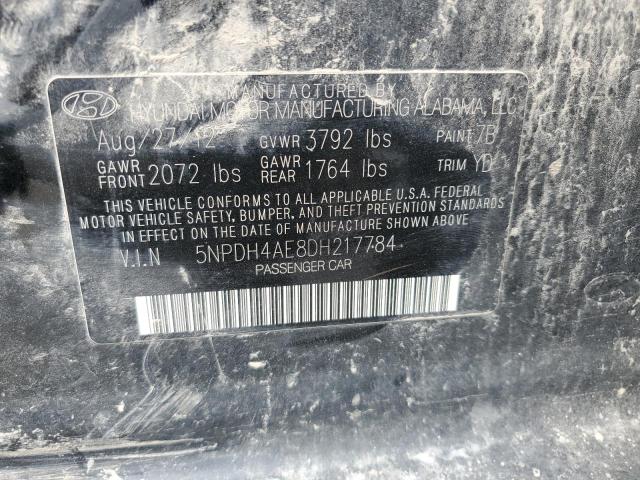 MANUFACTURED BY
HYUNDAI MOTOR MANUFACTURING ALABAMA, LLC
Aug/27/12 GVWR 3792 lbs PAINT 7B
GAWR FRONT 2072 lbs GAWR REAR 1764 lbs TRIM YD
THIS VEHICLE CONFORMS TO ALL APPLICABLE U.S.A. FEDERAL
MOTOR VEHICLE SAFETY, BUMPER, AND THEFT PREVENTION STANDARDS
IN EFFECT ON THE DATE OF MANUFACTURE SHOWN ABOVE
V.I.N 5NPDH4AE8DH217784
PASSENGER CAR